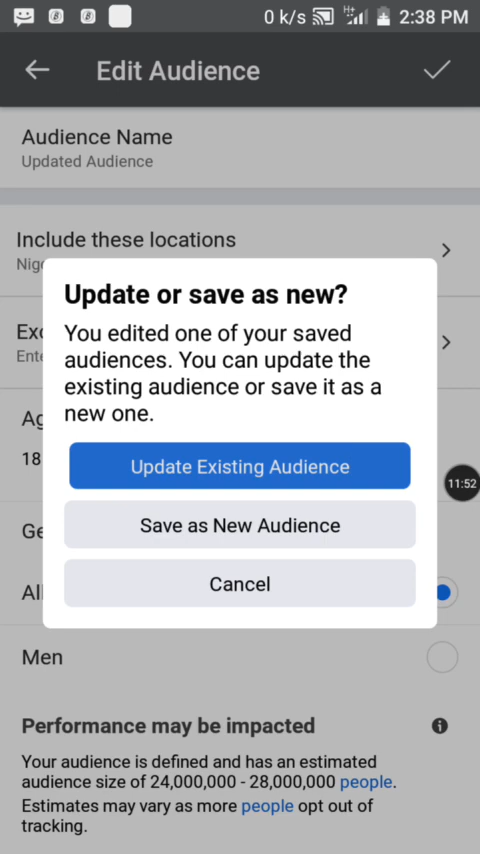 0 k/s H+ 2:38 PM
Edit Audience
Audience Name
Updated Audience
Include these locations
Update or save as new?
You edited one of your saved
audiences. You can update the
existing audience or save it as a
new one.
18
Update Existing Audience
11:52
Save as New Audience
Cancel
Men
Performance may be impacted
Your audience is defined and has an estimated
audience size of 24,000,000 - 28,000,000 people.
Estimates may vary as more people opt out of
tracking.